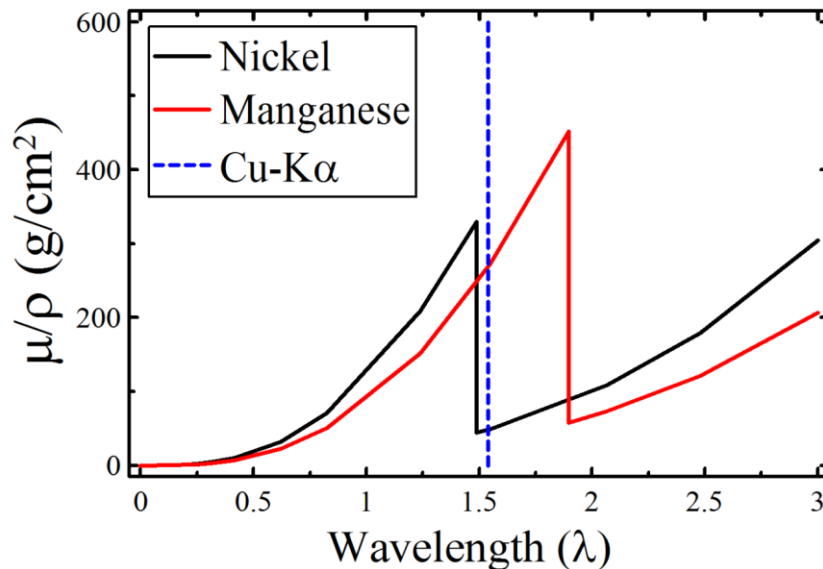 600
400
200
0
μ/ρ (g/cm²)
Nickel
Manganese
Cu-Kα
0 0.5 1 1.5 2 2.5 3
Wavelength (λ)